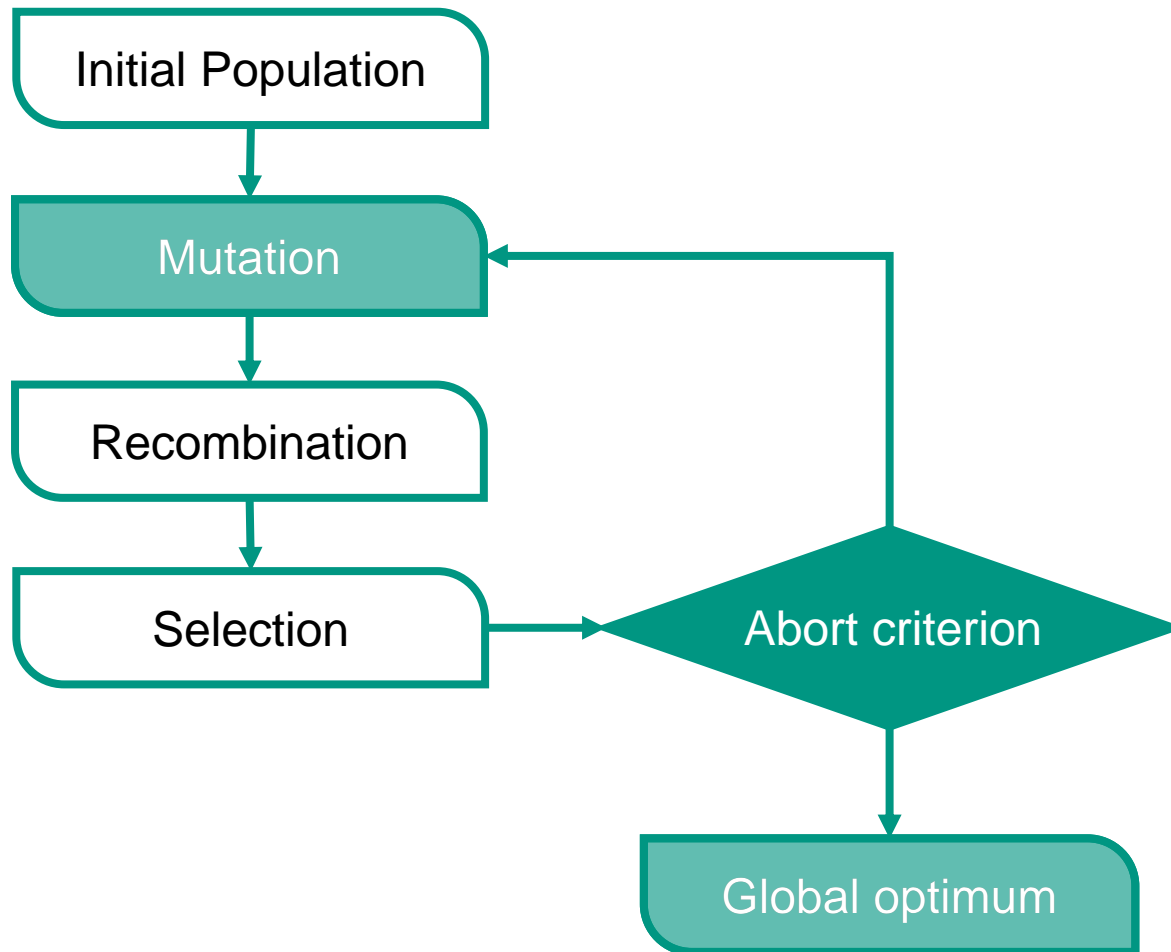 Initial Population
Mutation
Recombination
Selection
Abort criterion
Global optimum